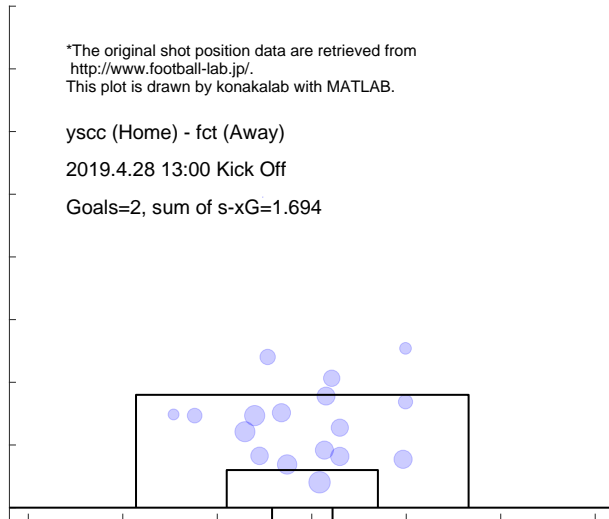 *The original shot position data are retrieved from
http://www.football-lab.jp/.
This plot is drawn by konakalab with MATLAB.
yscc (Home) - fct (Away)
2019.4.28 13:00 Kick Off
Goals=2, sum of s-xG=1.694